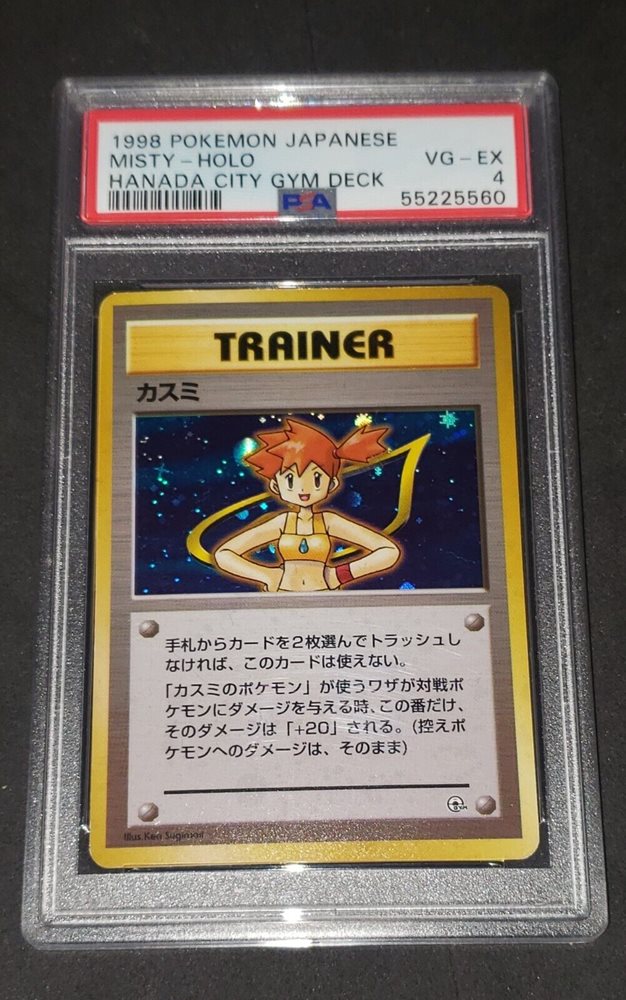 1998 POKEMON JAPANESE
MISTY - HOLO
VG - EX
HANADA CITY GYM DECK
4
PSA
55225560
TRAINER
カスミ
手札からカードを2枚選んでトラッシュし
なければ、このカードは使えない。
「カスミのポケモン」が使うワザが対戦ポ
ケモンにダメージを与える時、この番だけ、
そのダメージは「+20」される。(控えポ
ケモンへのダメージは、そのまま)
GYM
Illus. Ken Sugimori